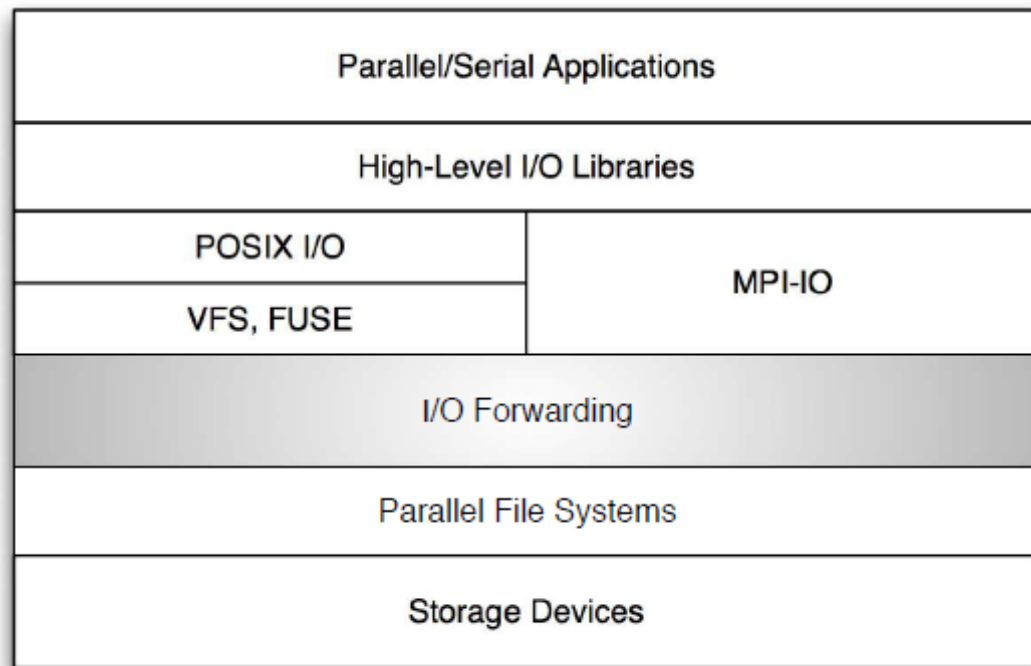 Parallel/Serial Applications
High-Level I/O Libraries
POSIX I/O
VFS, FUSE
MPI-IO
I/O Forwarding
Parallel File Systems
Storage Devices